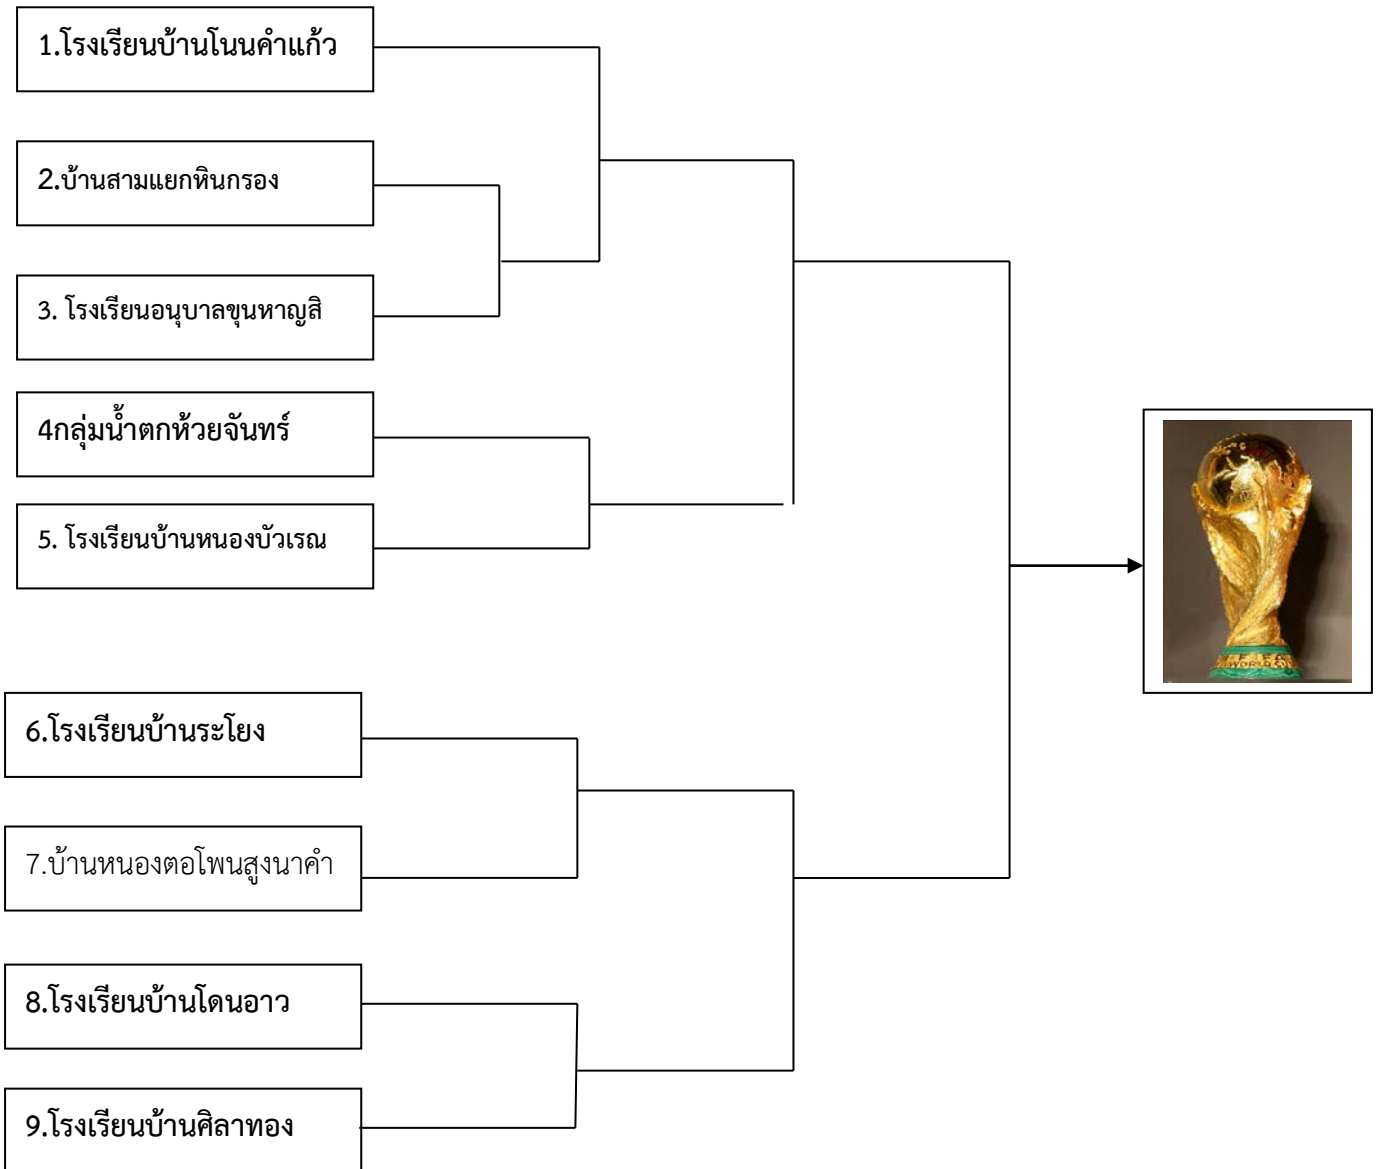 1.โรงเรียนบ้านโนนคำแก้ว
2.บ้านสามแยกหินกรอง
3. โรงเรียนอนุบาลขุนหาญสิ
4กลุ่มน้ำตกห้วยจันทร์
5. โรงเรียนบ้านหนองบัวเรณ
6.โรงเรียนบ้านระโยง
7.บ้านหนองตอโพนสูงนาคำ
8.โรงเรียนบ้านโดนอาว
9.โรงเรียนบ้านศิลาทอง